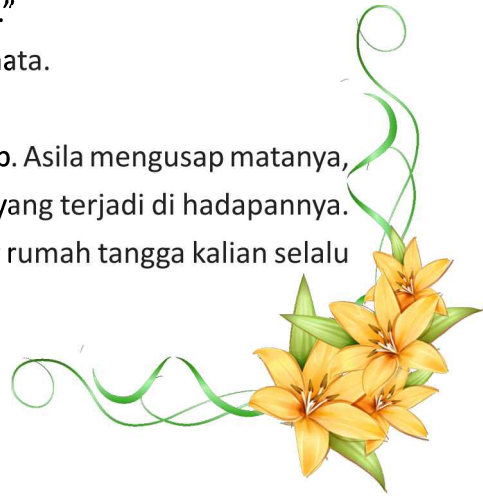 .”
ata.
. Asila mengusap matanya,
yang terjadi di hadapannya.
rumah tangga kalian selalu